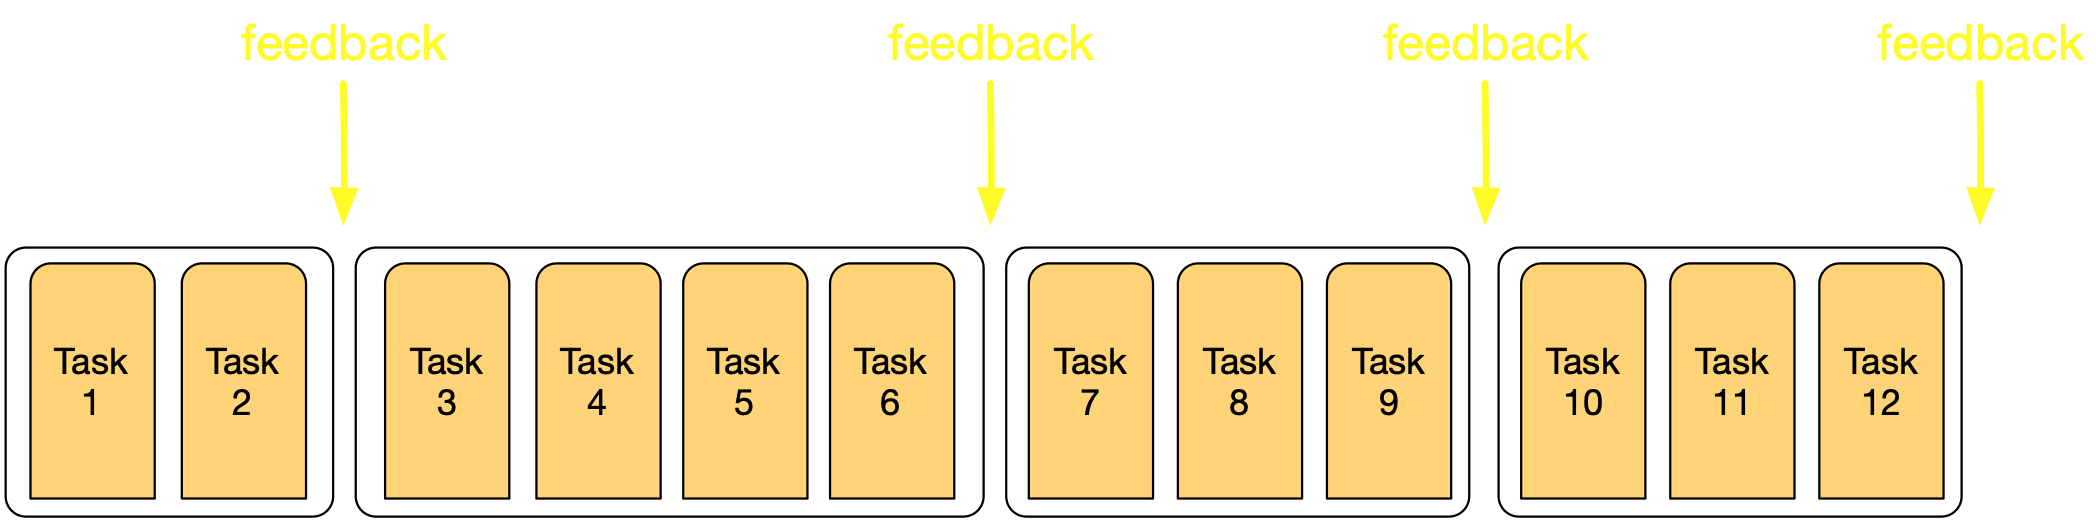 feedback feedback feedback feedback
Task Task Task Task Task Task Task Task Task Task Task Task
1 2 3 4 5 6 7 8 9 10 11 12